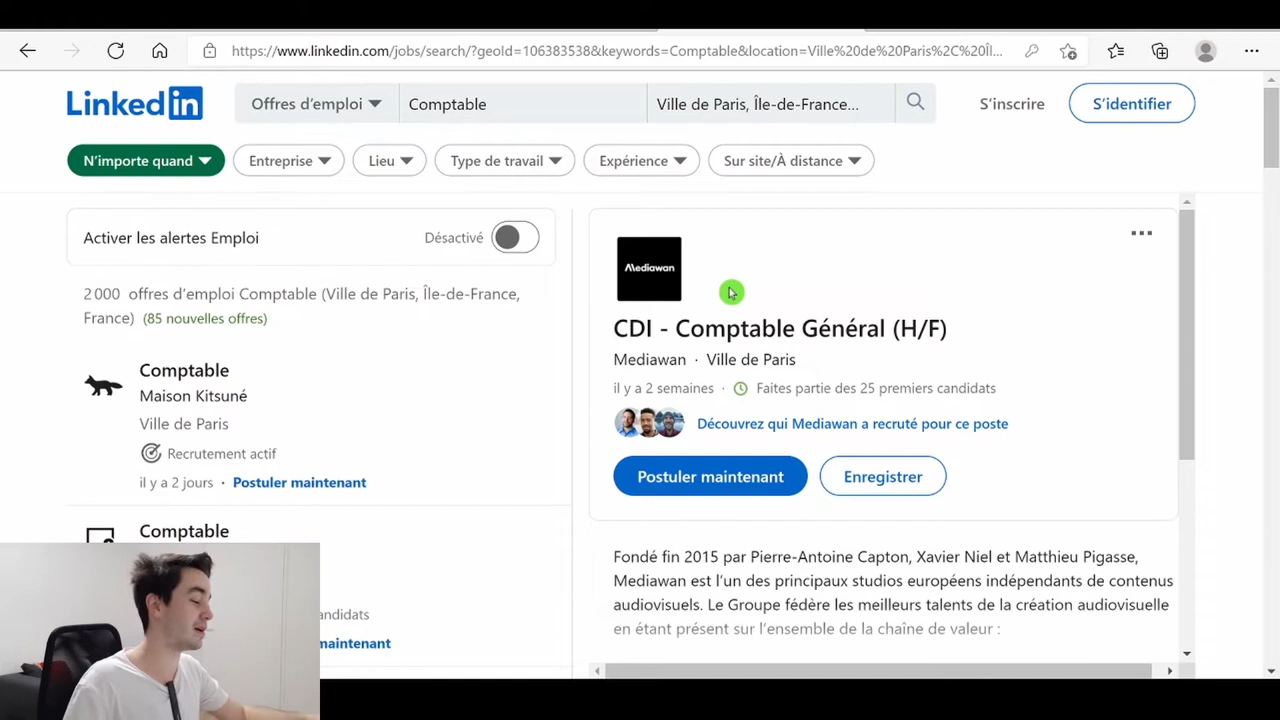 https://www.linkedin.com/jobs/search/?geoId=106383538&keywords=Comptable&location=Ville%20de%20Paris%2C%20Îl...
LinkedIn
Offres d'emploi
Comptable
Ville de Paris, Île-de-France...
S'inscrire
S'identifier
N'importe quand
Entreprise
Lieu
Type de travail
Expérience
Sur site/À distance
Activer les alertes Emploi
Désactivé
2 000 offres d'emploi Comptable (Ville de Paris, Île-de-France,
France) (85 nouvelles offres)
Comptable
Maison Kitsuné
Ville de Paris
Recrutement actif
il y a 2 jours · Postuler maintenant
Comptable
andidats
maintenant
Mediawan
CDI - Comptable Général (H/F)
Mediawan · Ville de Paris
il y a 2 semaines · Faites partie des 25 premiers candidats
Découvrez qui Mediawan a recruté pour ce poste
Postuler maintenant
Enregistrer
Fondé fin 2015 par Pierre-Antoine Capton, Xavier Niel et Matthieu Pigasse,
Mediawan est l'un des principaux studios européens indépendants de contenus
audiovisuels. Le Groupe fédère les meilleurs talents de la création audiovisuelle
en étant présent sur l'ensemble de la chaîne de valeur :